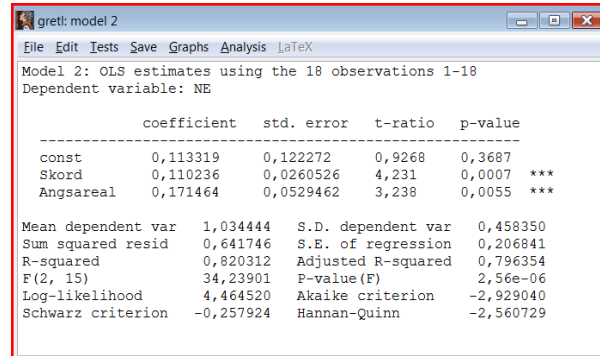 gretl: model 2
File Edit Tests Save Graphs Analysis LaTeX
Model 2: OLS estimates using the 18 observations 1-18
Dependent variable: NE
coefficient std. error t-ratio p-value
-------------------------------------------------------
const 0,113319 0,122272 0,9268 0,3687
Skord 0,110236 0,0260526 4,231 0,0007 ***
Angsareal 0,171464 0,0529462 3,238 0,0055 ***
Mean dependent var 1,034444 S.D. dependent var 0,458350
Sum squared resid 0,641746 S.E. of regression 0,206841
R-squared 0,820312 Adjusted R-squared 0,796354
F(2, 15) 34,23901 P-value(F) 2,56e-06
Log-likelihood 4,464520 Akaike criterion -2,929040
Schwarz criterion -0,257924 Hannan-Quinn -2,560729